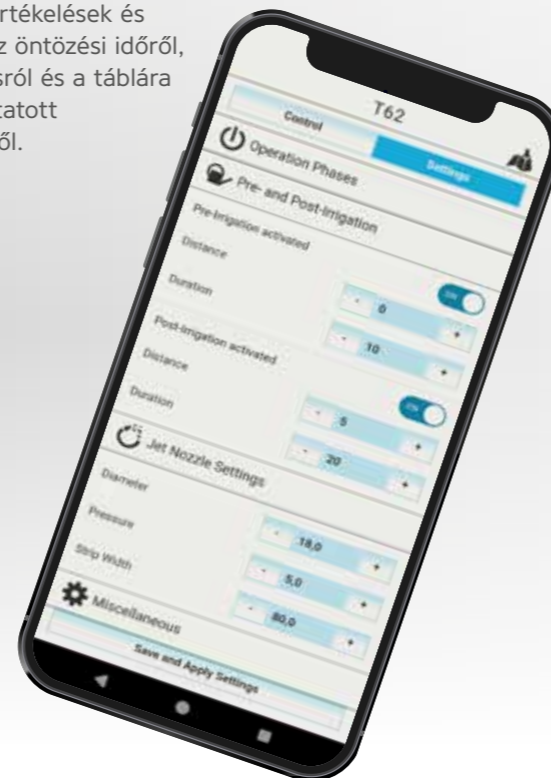 rtékelések és
z öntözési időről,
sról és a táblára
tatott
ől.
T62
Control
Settings
Operation Phases
Pre- and Post-Irrigation
Pre-Irrigation activated
ON
Distance
- 0 +
Duration
- 10 +
Post-Irrigation activated
ON
Distance
- 5 +
Duration
- 20 +
Jet Nozzle Settings
Diameter
- 18,0 +
Pressure
- 5,0 +
Strip Width
- 80,0 +
Miscellaneous
Save and Apply Settings